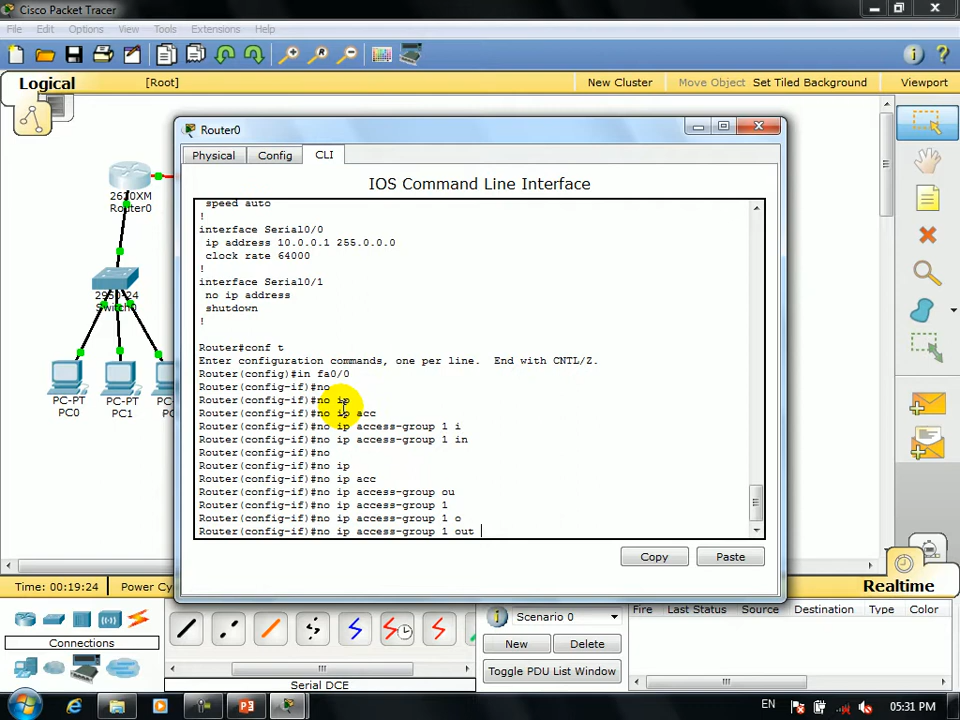 Cisco Packet Tracer
File Edit Options View Tools Extensions Help
Logical [Root] New Cluster Move Object Set Tiled Background Viewport
Router0
Physical Config CLI
IOS Command Line Interface
speed auto
!
interface Serial0/0
ip address 10.0.0.1 255.0.0.0
clock rate 64000
!
interface Serial0/1
no ip address
shutdown
!
Router#conf t
Enter configuration commands, one per line. End with CNTL/Z.
Router(config)#in fa0/0
Router(config-if)#no
Router(config-if)#no ip
Router(config-if)#no ip acc
Router(config-if)#no ip access-group 1 i
Router(config-if)#no ip access-group 1 in
Router(config-if)#no
Router(config-if)#no ip
Router(config-if)#no ip acc
Router(config-if)#no ip access-group ou
Router(config-if)#no ip access-group 1
Router(config-if)#no ip access-group 1 o
Router(config-if)#no ip access-group 1 out
Copy Paste
2630XM
Router0
2950-24
Switch0
PC-PT
PC0
PC-PT
PC1
PC-PT
Time: 00:19:24 Power Cy
Realtime
Connections
Serial DCE
Scenario 0
New Delete
Toggle PDU List Window
Fire Last Status Source Destination Type Color
EN 05:31 PM